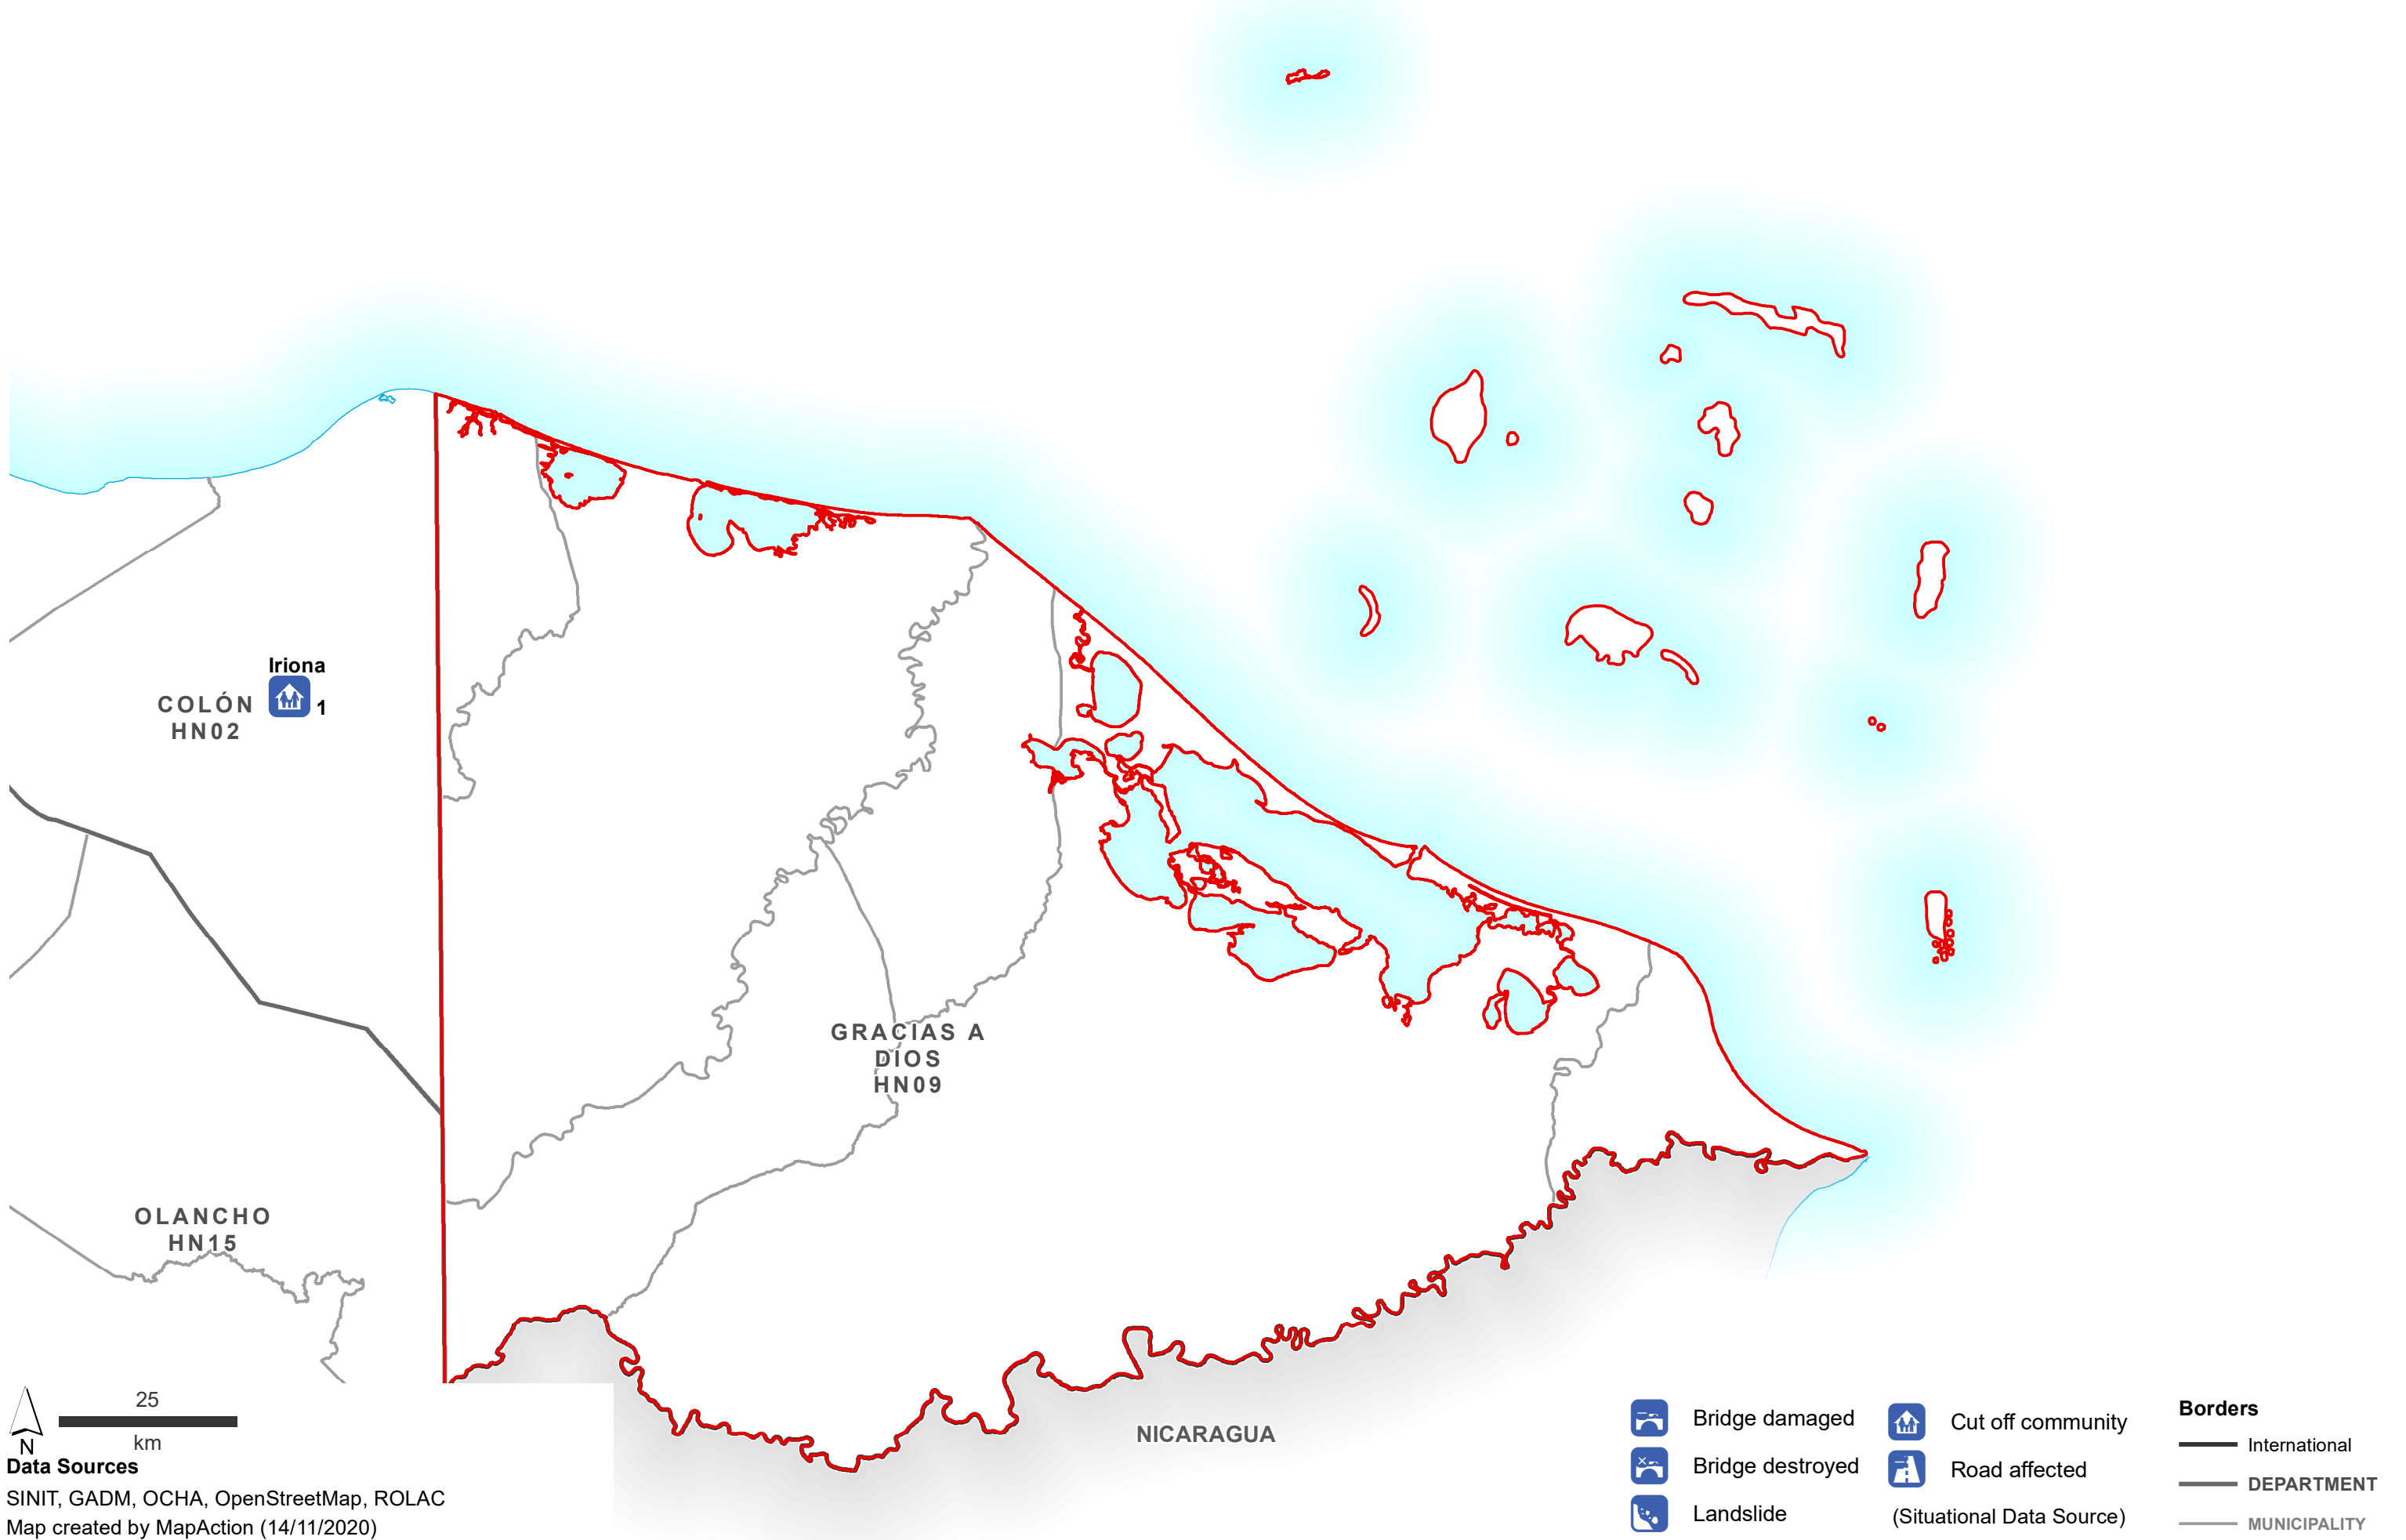 Iriona
1
COLÓN
HN02
GRACIAS A
DIOS
HN09
OLANCHO
HN15
NICARAGUA
25
km
N
Data Sources
SINIT, GADM, OCHA, OpenStreetMap, ROLAC
Map created by MapAction (14/11/2020)
Bridge damaged
Bridge destroyed
Landslide
Cut off community
Road affected
(Situational Data Source)
Borders
International
DEPARTMENT
MUNICIPALITY